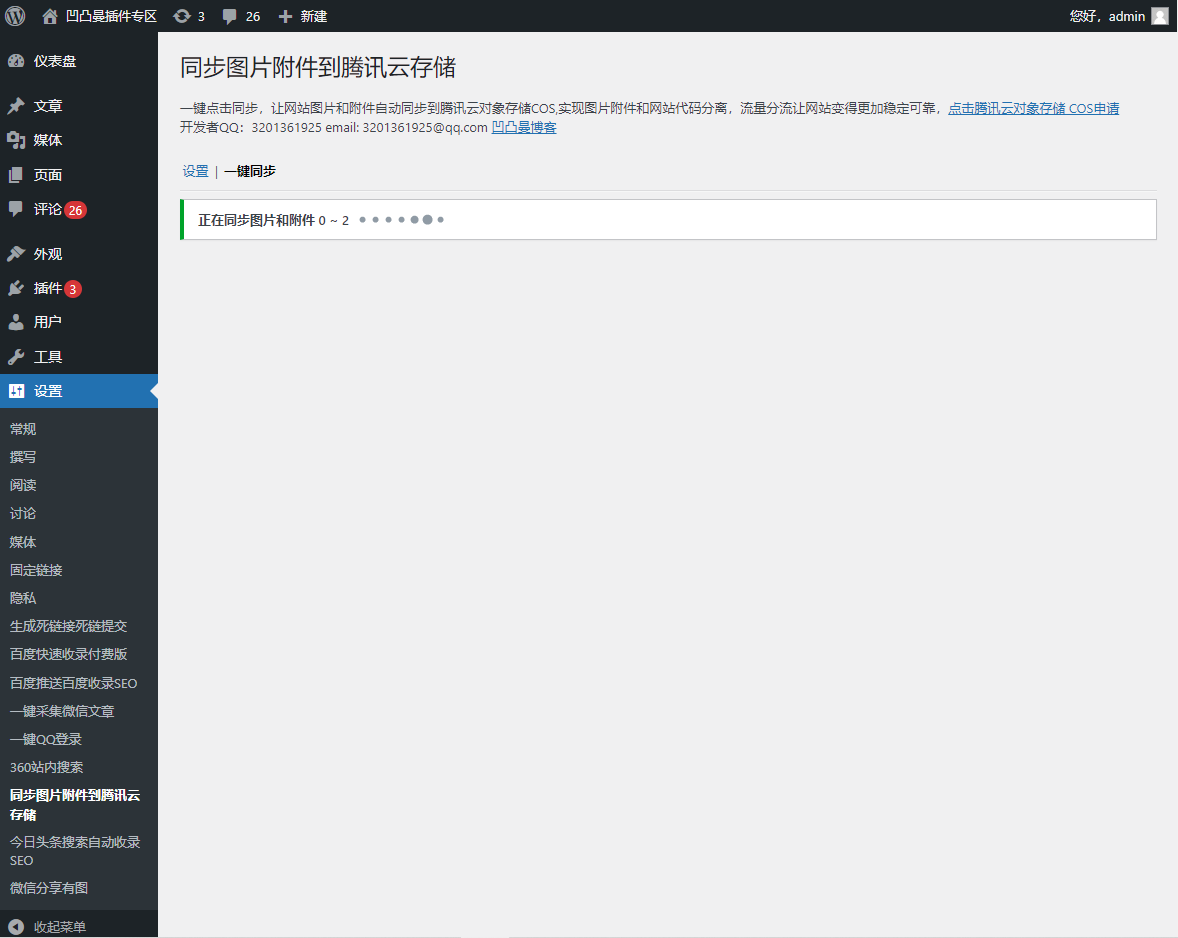 凹凸曼插件专区 3 26 新建 您好，admin
仪表盘
文章
媒体
页面
评论 26
外观
插件 3
用户
工具
设置
常规
撰写
阅读
讨论
媒体
固定链接
隐私
生成死链接死链提交
百度快速收录付费版
百度推送百度收录SEO
一键采集微信文章
一键QQ登录
360站内搜索
同步图片附件到腾讯云
存储
今日头条搜索自动收录
SEO
微信分享有图
收起菜单
同步图片附件到腾讯云存储
一键点击同步，让网站图片和附件自动同步到腾讯云对象存储COS,实现图片附件和网站代码分离，流量分流让网站变得更加稳定可靠，点击腾讯云对象存储 COS申请
开发者QQ：3201361925 email: 3201361925@qq.com 凹凸曼博客
设置 | 一键同步
正在同步图片和附件 0 ~ 2